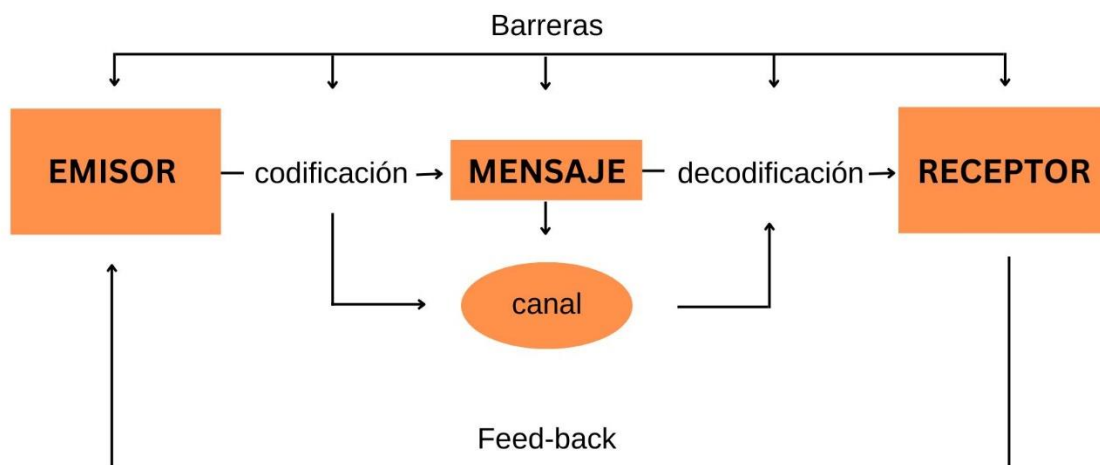 Barreras
EMISOR
codificación
MENSAJE
decodificación
RECEPTOR
canal
Feed-back